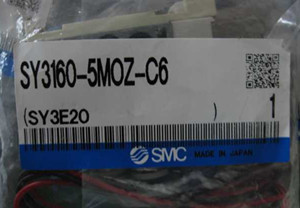 SY3160-5MOZ-C6
(SY3E20 ) 1
SMC MADE IN JAPAN